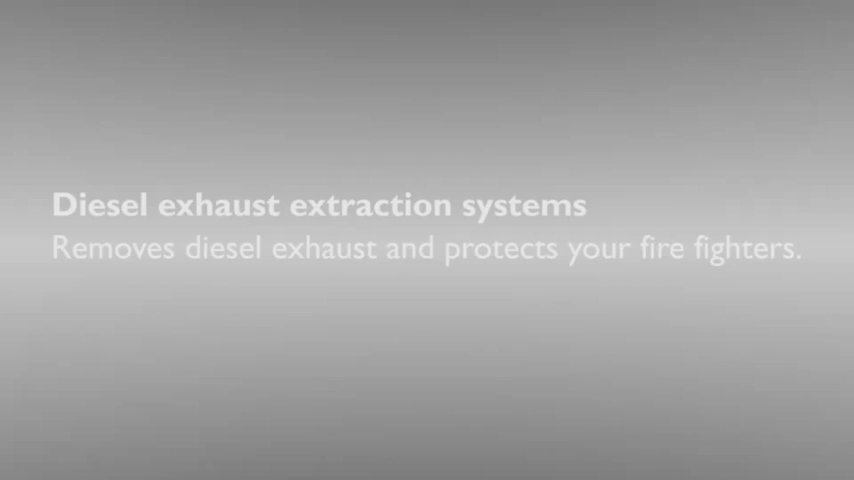 Diesel exhaust extraction systems
Removes diesel exhaust and protects your fire fighters.